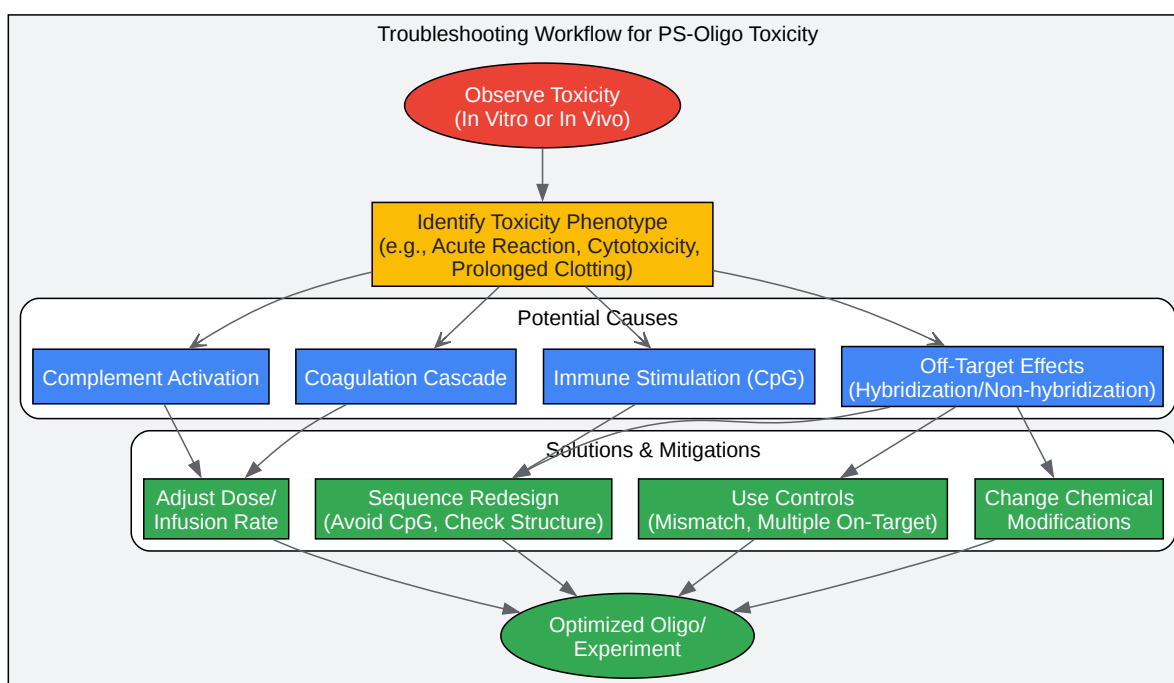 Troubleshooting Workflow for PS-Oligo Toxicity
Observe Toxicity
(In Vitro or In Vivo)
Identify Toxicity Phenotype
(e.g., Acute Reaction, Cytotoxicity,
Prolonged Clotting)
Potential Causes
Complement Activation
Coagulation Cascade
Immune Stimulation (CpG)
Off-Target Effects
(Hybridization/Non-hybridization)
Solutions & Mitigations
Adjust Dose/
Infusion Rate
Sequence Redesign
(Avoid CpG, Check Structure)
Use Controls
(Mismatch, Multiple On-Target)
Change Chemical
Modifications
Optimized Oligo/
Experiment